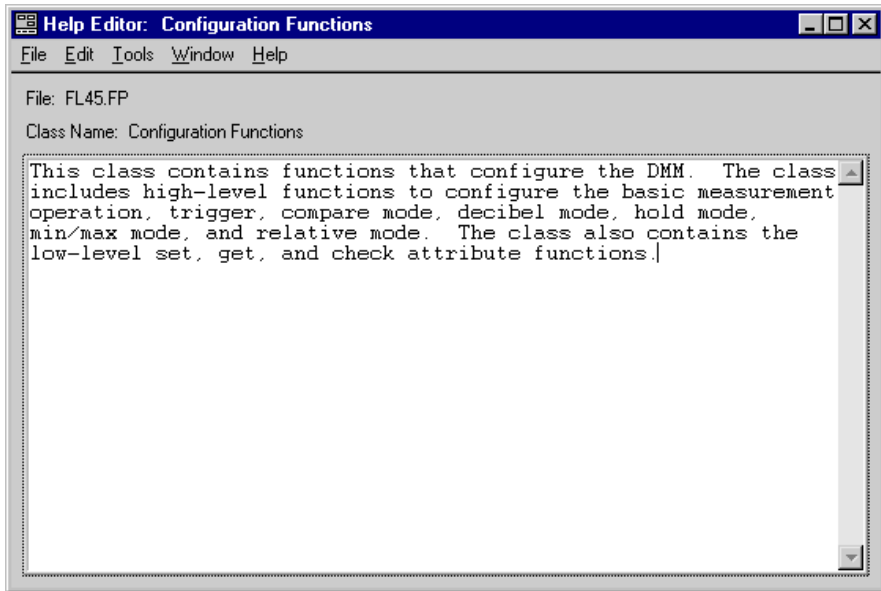 Help Editor: Configuration Functions
File Edit Tools Window Help
File: FL45.FP
Class Name: Configuration Functions
This class contains functions that configure the DMM.  The class
includes high-level functions to configure the basic measurement
operation, trigger, compare mode, decibel mode, hold mode,
min/max mode, and relative mode.  The class also contains the
low-level set, get, and check attribute functions.